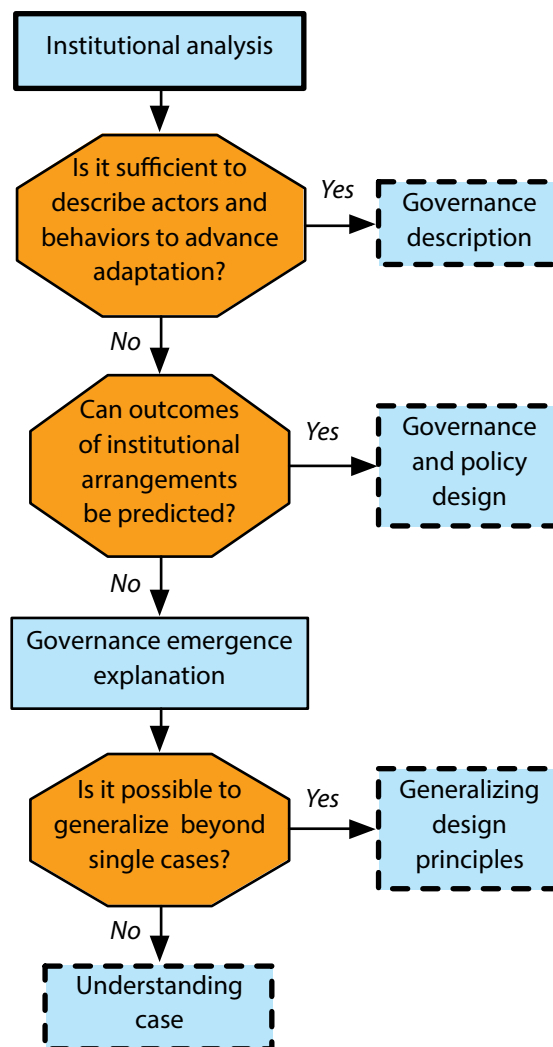 Institutional analysis
Is it sufficient to
describe actors and
behaviors to advance
adaptation?
Yes
Governance
description
No
Can outcomes
of institutional
arrangements
be predicted?
Yes
Governance
and policy
design
No
Governance emergence
explanation
Is it possible to
generalize beyond
single cases?
Yes
Generalizing
design
principles
No
Understanding
case